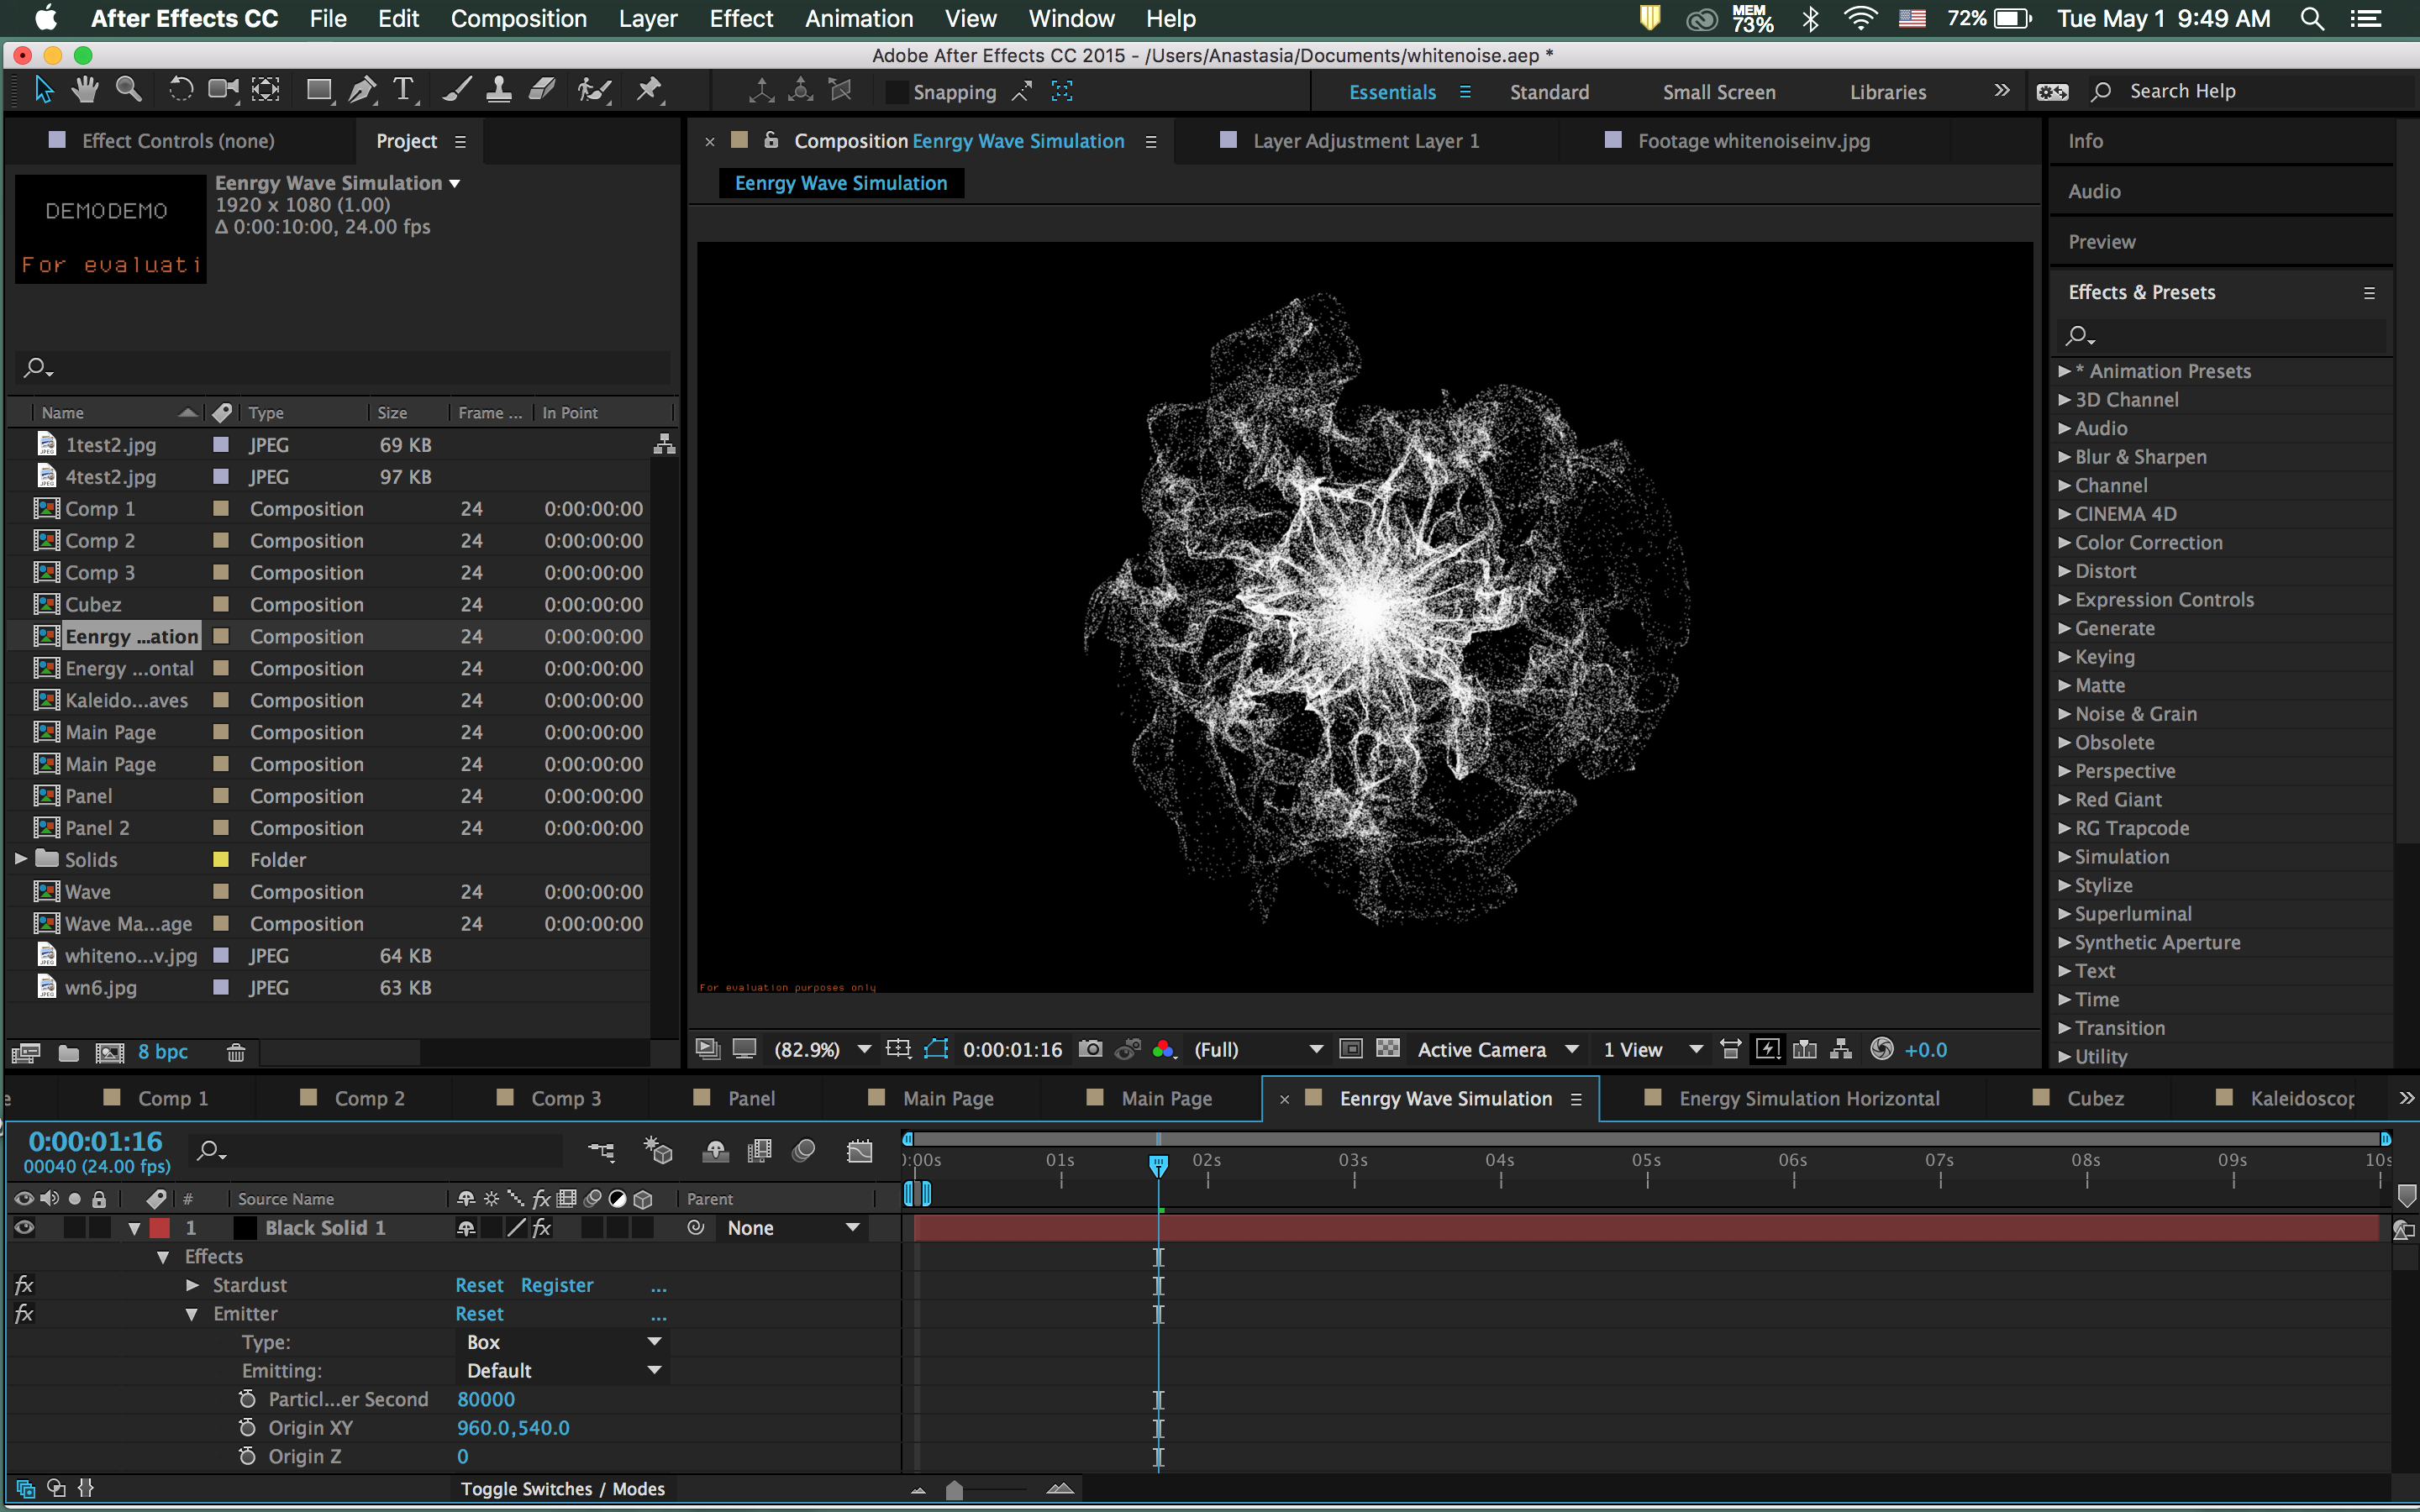 After Effects CC File Edit Composition Layer Effect Animation View Window Help MEM 73% 72% Tue May 1 9:49 AM
Adobe After Effects CC 2015 - /Users/Anastasia/Documents/whitenoise.aep *
Snapping Essentials Standard Small Screen Libraries Search Help
Effect Controls (none) Project
Eenrgy Wave Simulation
1920 x 1080 (1.00)
Δ 0:00:10:00, 24.00 fps
DEMODEMO
For evaluati
Name Type Size Frame ... In Point
1test2.jpg JPEG 69 KB
4test2.jpg JPEG 97 KB
Comp 1 Composition 24 0:00:00:00
Comp 2 Composition 24 0:00:00:00
Comp 3 Composition 24 0:00:00:00
Cubez Composition 24 0:00:00:00
Eenrgy ...ation Composition 24 0:00:00:00
Energy ...ontal Composition 24 0:00:00:00
Kaleido...aves Composition 24 0:00:00:00
Main Page Composition 24 0:00:00:00
Main Page Composition 24 0:00:00:00
Panel Composition 24 0:00:00:00
Panel 2 Composition 24 0:00:00:00
Solids Folder
Wave Composition 24 0:00:00:00
Wave Ma...age Composition 24 0:00:00:00
whiteno...v.jpg JPEG 64 KB
wn6.jpg JPEG 63 KB
8 bpc
Composition Eenrgy Wave Simulation Layer Adjustment Layer 1 Footage whitenoiseinv.jpg
Eenrgy Wave Simulation
For evaluation purposes only
(82.9%) 0:00:01:16 (Full) Active Camera 1 View +0.0
Info
Audio
Preview
Effects & Presets
* Animation Presets
3D Channel
Audio
Blur & Sharpen
Channel
CINEMA 4D
Color Correction
Distort
Expression Controls
Generate
Keying
Matte
Noise & Grain
Obsolete
Perspective
Red Giant
RG Trapcode
Simulation
Stylize
Superluminal
Synthetic Aperture
Text
Time
Transition
Utility
e Comp 1 Comp 2 Comp 3 Panel Main Page Main Page Eenrgy Wave Simulation Energy Simulation Horizontal Cubez Kaleidoscop
0:00:01:16
00040 (24.00 fps)
):00s 01s 02s 03s 04s 05s 06s 07s 08s 09s 10s
# Source Name fx Parent
1 Black Solid 1 fx None
Effects
fx Stardust Reset Register ...
fx Emitter Reset ...
Type: Box
Emitting: Default
Particl...er Second 80000
Origin XY 960.0,540.0
Origin Z 0
Toggle Switches / Modes